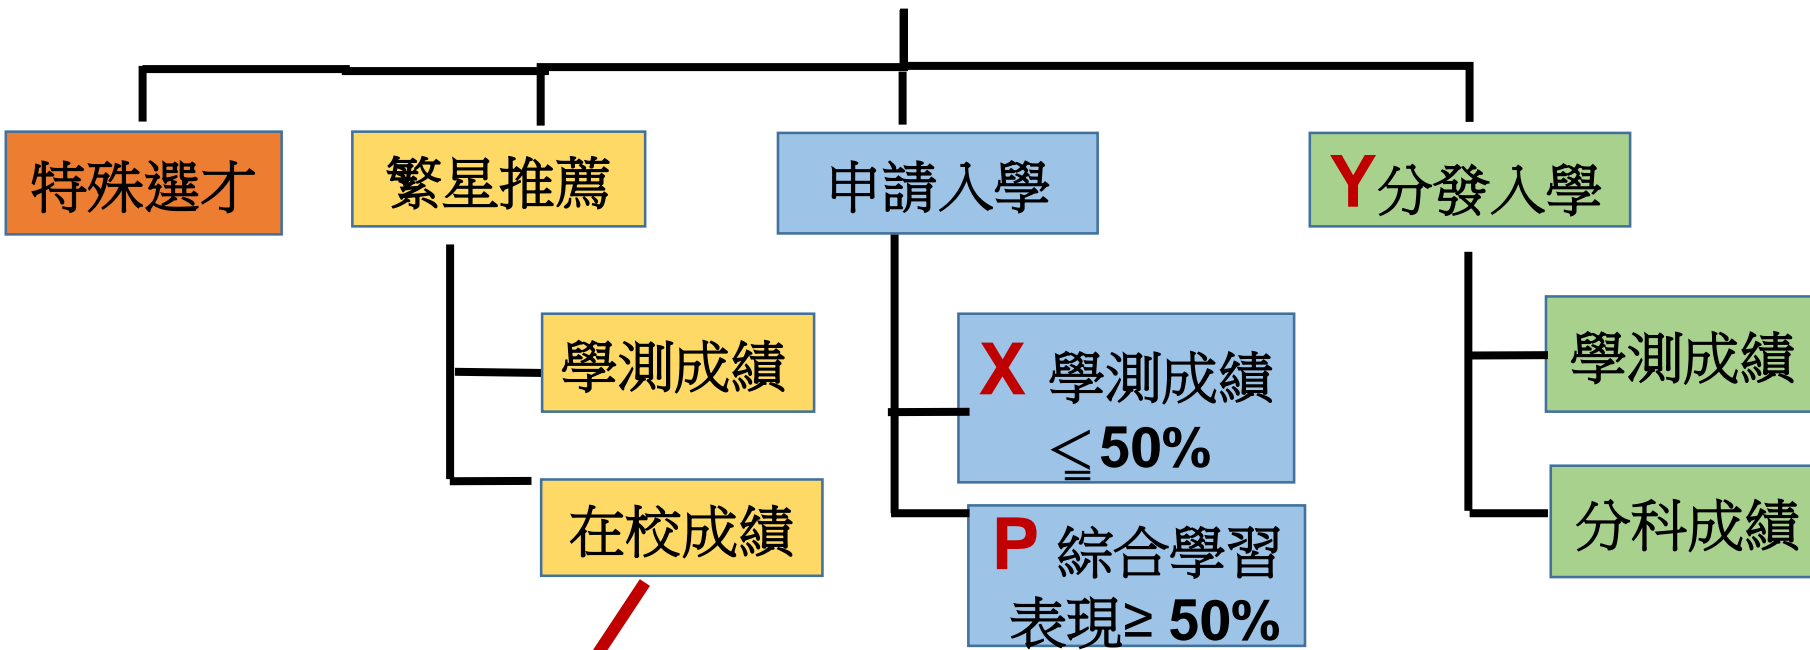 特殊選才
繁星推薦
申請入學
Y分發入學
學測成績
在校成績
X 學測成績
≦50%
P 綜合學習
表現≥ 50%
學測成績
分科成績